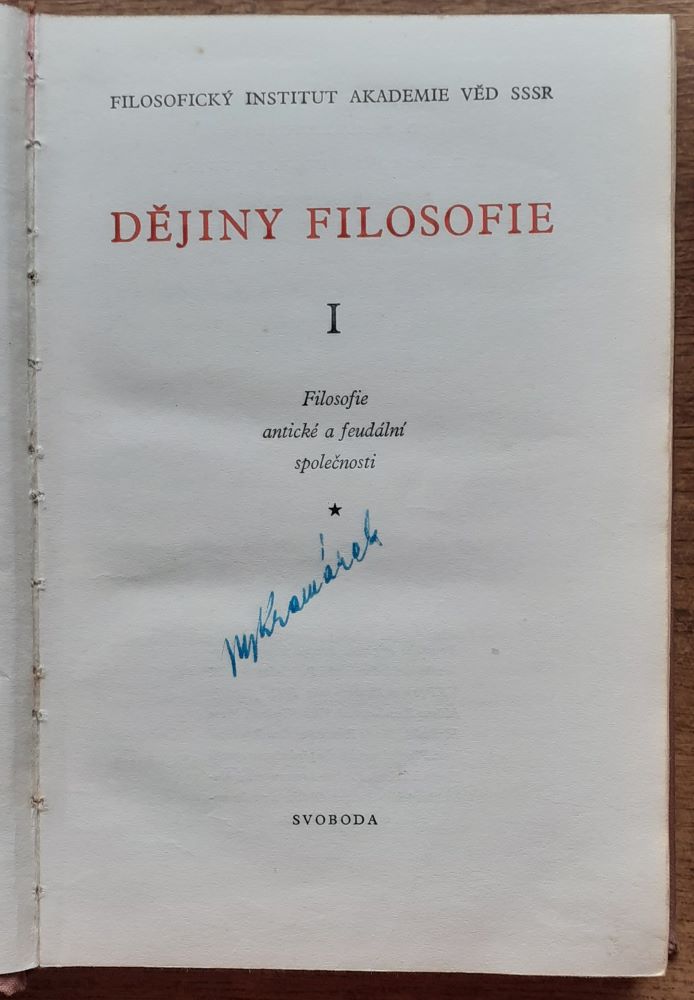 FILOSOFICKÝ INSTITUT AKADEMIE VĚD SSSR
DĚJINY FILOSOFIE
I
Filosofie
antické a feudální
společnosti
SVOBODA